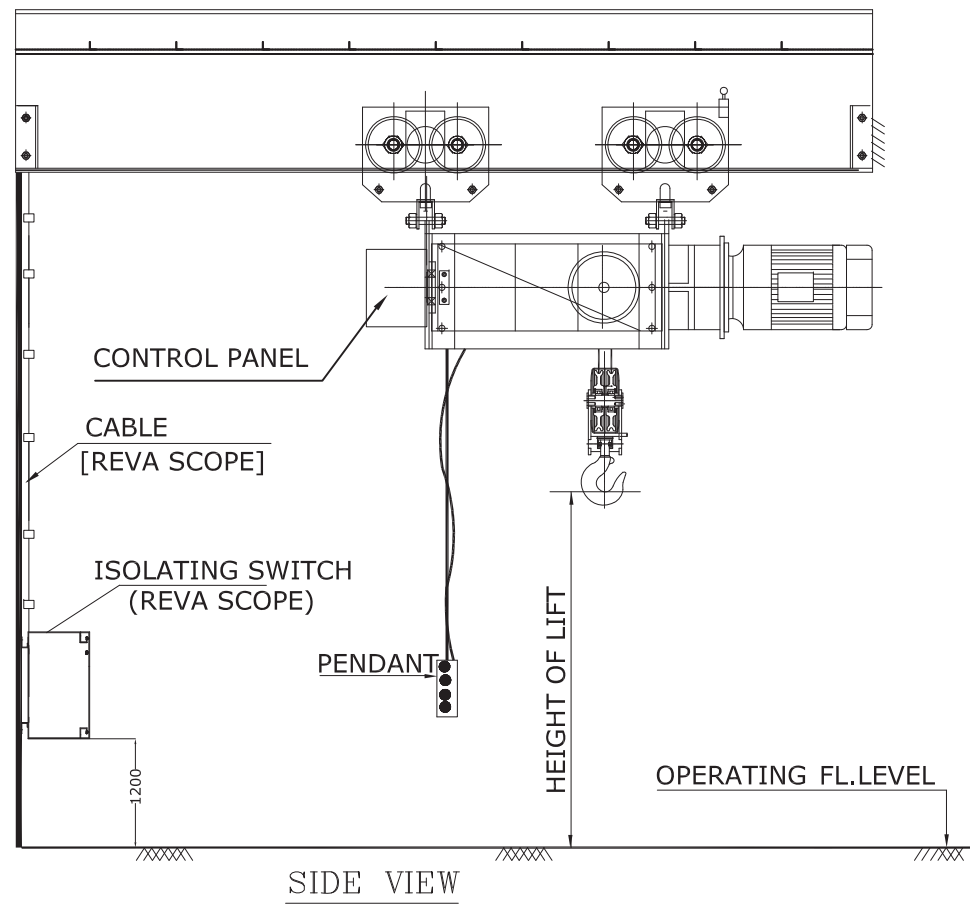 CONTROL PANEL
CABLE
[REVA SCOPE]
ISOLATING SWITCH
(REVA SCOPE)
PENDANT
HEIGHT OF LIFT
OPERATING FL.LEVEL
1200
SIDE VIEW